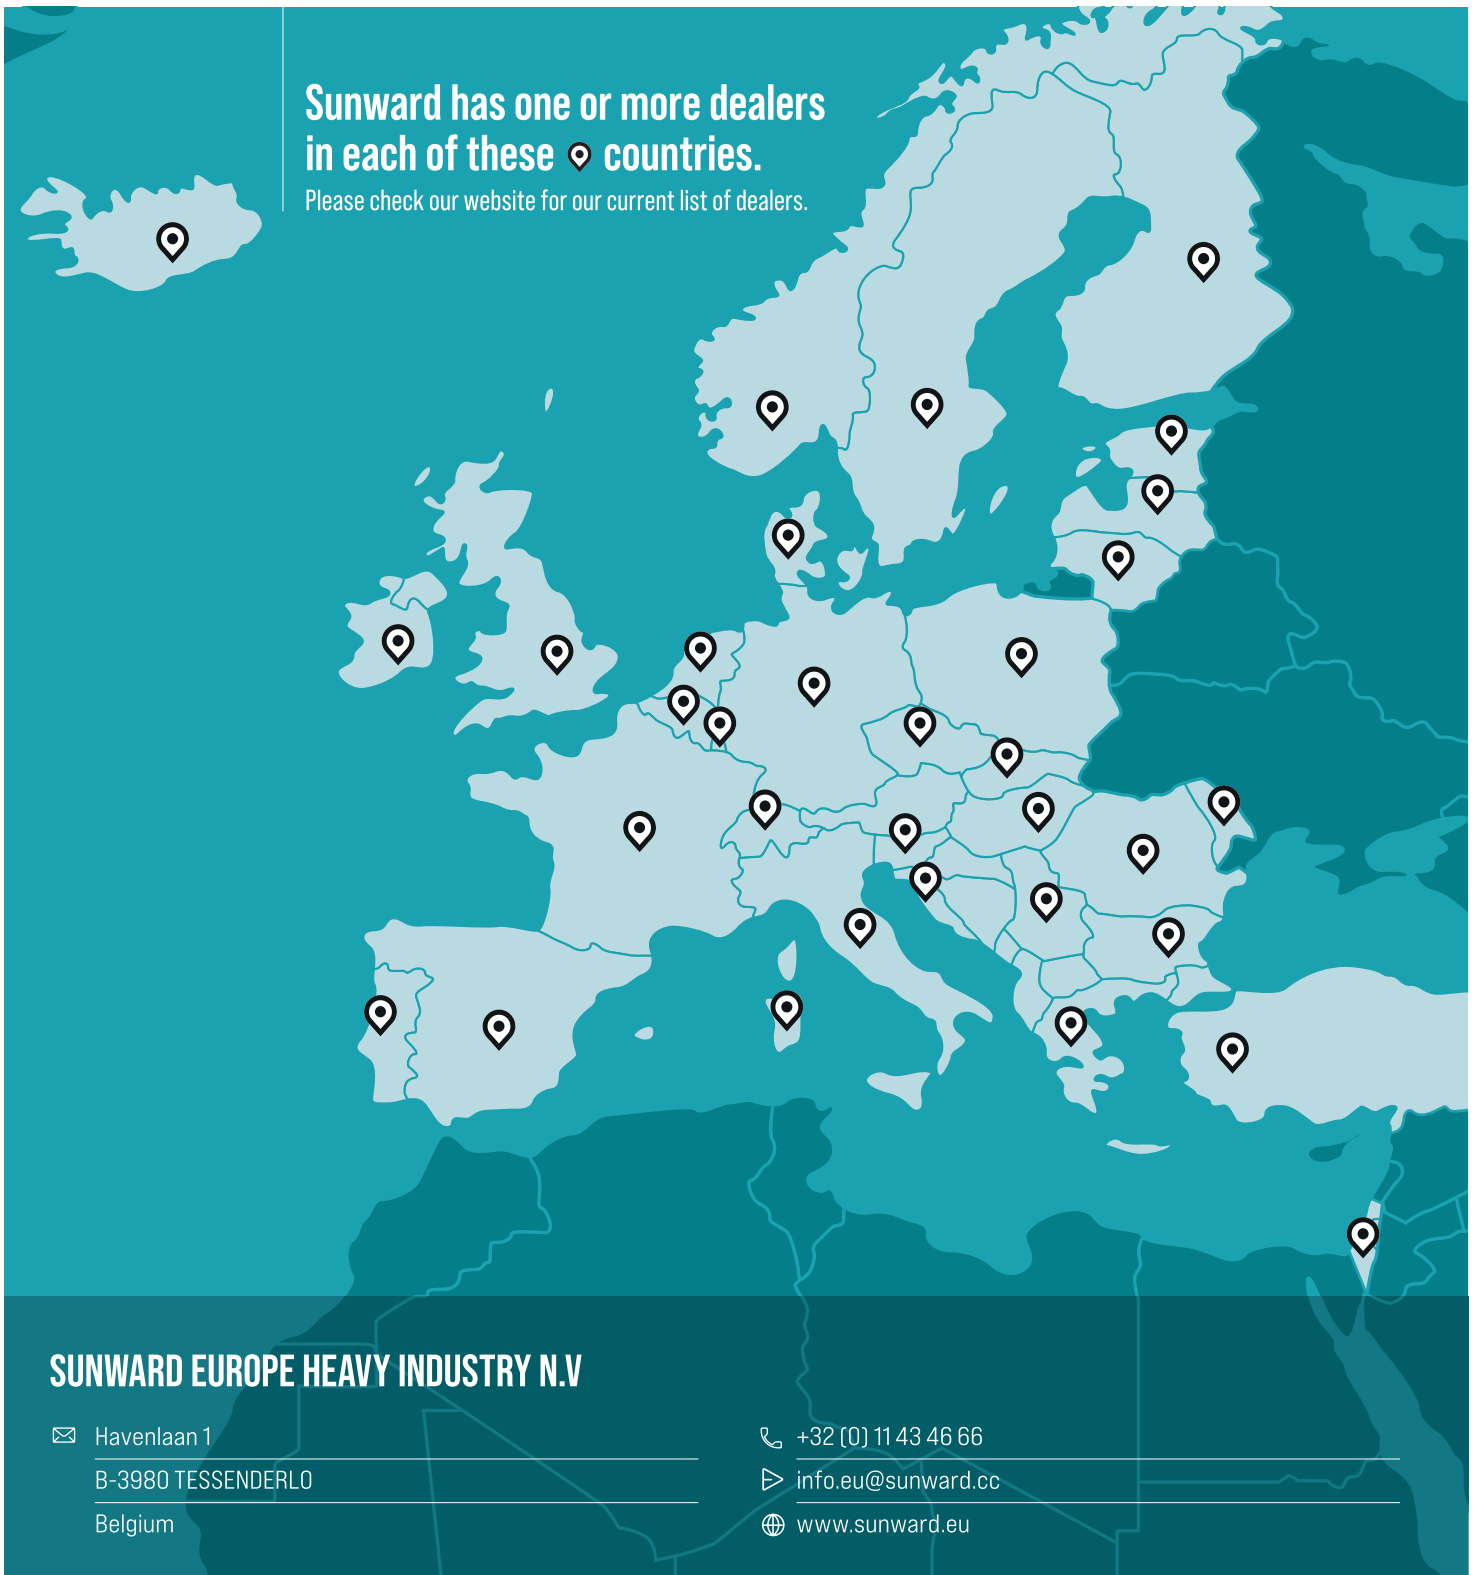 Sunward has one or more dealers
in each of these countries.
Please check our website for our current list of dealers.
SUNWARD EUROPE HEAVY INDUSTRY N.V
Havenlaan 1
B-3980 TESSENDERLO
Belgium
+32 (0) 11 43 46 66
info.eu@sunward.cc
www.sunward.eu